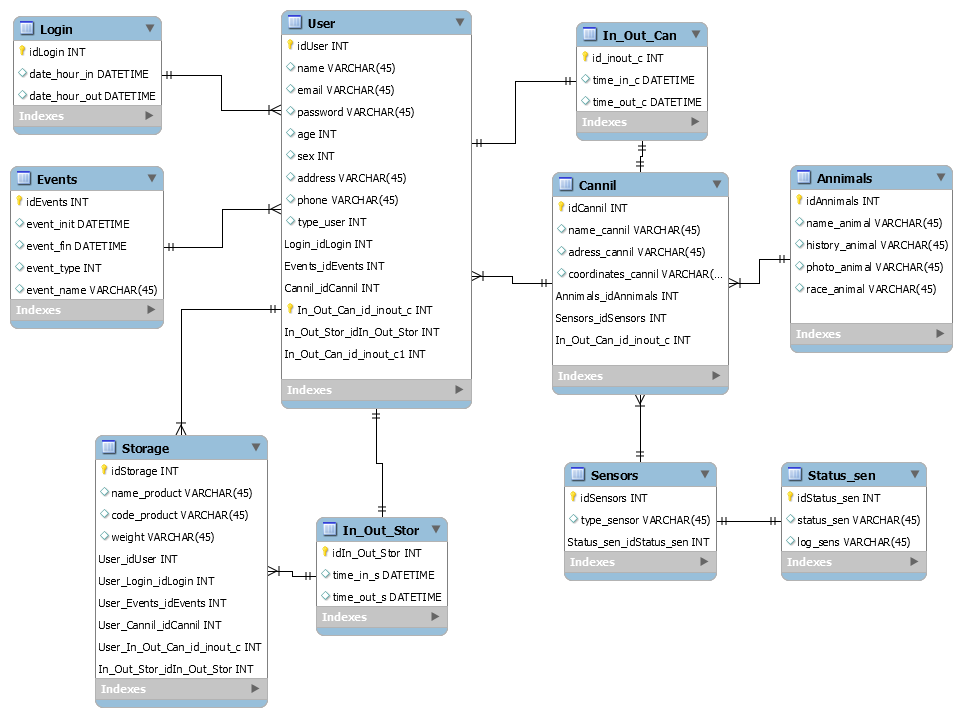 Login
idLogin INT
date_hour_in DATETIME
date_hour_out DATETIME
Indexes
User
idUser INT
name VARCHAR(45)
email VARCHAR(45)
password VARCHAR(45)
age INT
sex INT
address VARCHAR(45)
phone VARCHAR(45)
type_user INT
Login_idLogin INT
Events_idEvents INT
Cannil_idCannil INT
In_Out_Can_id_inout_c INT
In_Out_Stor_idIn_Out_Stor INT
In_Out_Can_id_inout_c1 INT
Indexes
In_Out_Can
id_inout_c INT
time_in_c DATETIME
time_out_c DATETIME
Indexes
Events
idEvents INT
event_init DATETIME
event_fin DATETIME
event_type INT
event_name VARCHAR(45)
Indexes
Cannil
idCannil INT
name_cannil VARCHAR(45)
adress_cannil VARCHAR(45)
coordinates_cannil VARCHAR(...
Annimals_idAnnimals INT
Sensors_idSensors INT
In_Out_Can_id_inout_c INT
Indexes
Annimals
idAnnimals INT
name_animal VARCHAR(45)
history_animal VARCHAR(45)
photo_animal VARCHAR(45)
race_animal VARCHAR(45)
Indexes
Storage
idStorage INT
name_product VARCHAR(45)
code_product VARCHAR(45)
weight VARCHAR(45)
User_idUser INT
User_Login_idLogin INT
User_Events_idEvents INT
User_Cannil_idCannil INT
User_In_Out_Can_id_inout_c INT
In_Out_Stor_idIn_Out_Stor INT
Indexes
In_Out_Stor
idIn_Out_Stor INT
time_in_s DATETIME
time_out_s DATETIME
Indexes
Sensors
idSensors INT
type_sensor VARCHAR(45)
Status_sen_idStatus_sen INT
Indexes
Status_sen
idStatus_sen INT
status_sen VARCHAR(45)
log_sens VARCHAR(45)
Indexes